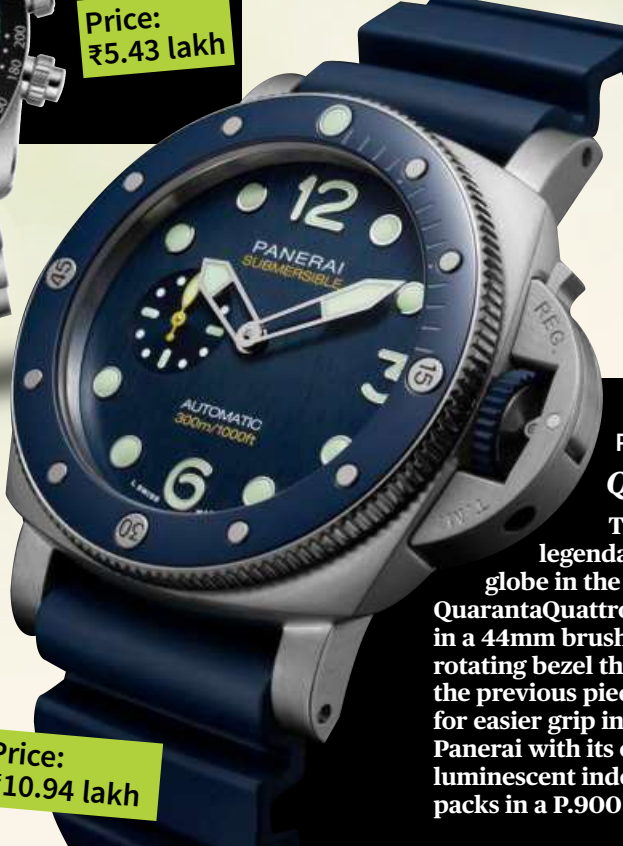 Price:
₹5.43 lakh
200
180
12
PANERAI
SUBMERSIBLE
45
15
3
REG.
AUTOMATIC
300m/1000ft
6
30
T.M.
legenda
globe in the
QuarantaQuattro
in a 44mm brush
rotating bezel th
the previous piec
for easier grip in
Panerai with its
luminescent inde
packs in a P.900
Price:
10.94 lakh